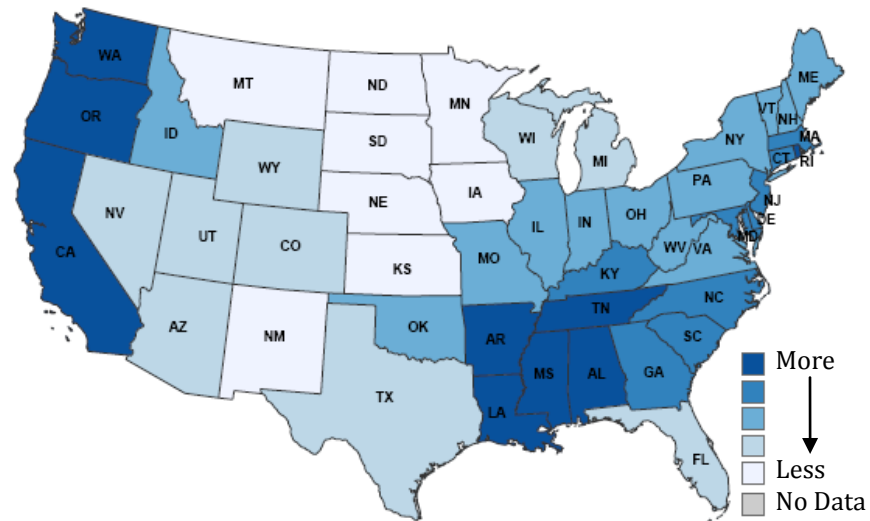 WA
MT
ND
MN
ME
OR
ID
SD
WI
MI
VT
NH
NY
MA
CT
RI
WY
NE
IA
PA
NJ
NV
UT
CO
IL
IN
OH
DE
MD
WV
VA
CA
KS
MO
KY
NC
AZ
NM
OK
TN
AR
SC
MS
AL
GA
TX
LA
FL
More
Less
No Data